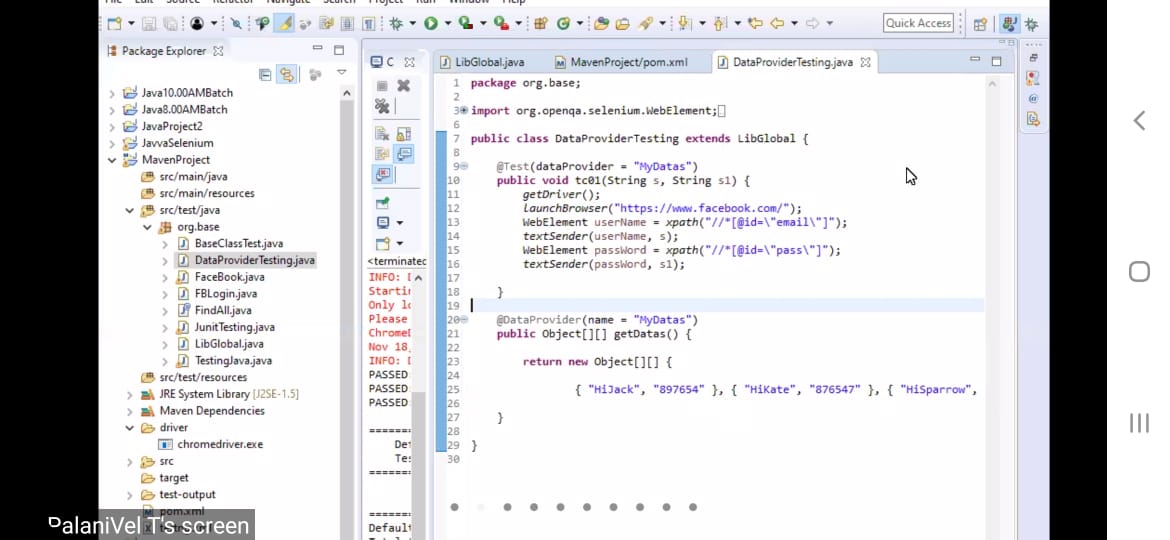 File Edit Source Refactor Navigate Search Project Run Window Help
Quick Access
Package Explorer
Java10.00AMBatch
Java8.00AMBatch
JavaProject2
JavvaSelenium
MavenProject
src/main/java
src/main/resources
src/test/java
org.base
BaseClassTest.java
DataProviderTesting.java
FaceBook.java
FBLogin.java
FindAll.java
JunitTesting.java
LibGlobal.java
TestingJava.java
src/test/resources
JRE System Library [J2SE-1.5]
Maven Dependencies
driver
chromedriver.exe
src
target
test-output
pom.xml
PalaniVel T's screen
C
<terminated
INFO: D
Startin
Only lo
Please
ChromeD
Nov 18,
INFO: D
PASSED:
PASSED:
PASSED:
=======
De
Tes
=======
=======
Default
LibGlobal.java
MavenProject/pom.xml
DataProviderTesting.java
1 package org.base;
2
3 import org.openqa.selenium.WebElement;
6
7 public class DataProviderTesting extends LibGlobal {
8
9 @Test(dataProvider = "MyDatas")
10 public void tc01(String s, String s1) {
11 getDriver();
12 launchBrowser("https://www.facebook.com/");
13 WebElement userName = xpath("//*[@id=\"email\"]");
14 textSender(userName, s);
15 WebElement passWord = xpath("//*[@id=\"pass\"]");
16 textSender(passWord, s1);
17
18 }
19
20 @DataProvider(name = "MyDatas")
21 public Object[][] getDatas() {
22
23 return new Object[][] {
24
25 { "HiJack", "897654" }, { "HiKate", "876547" }, { "HiSparrow",
26
27 }
28
29 }
30